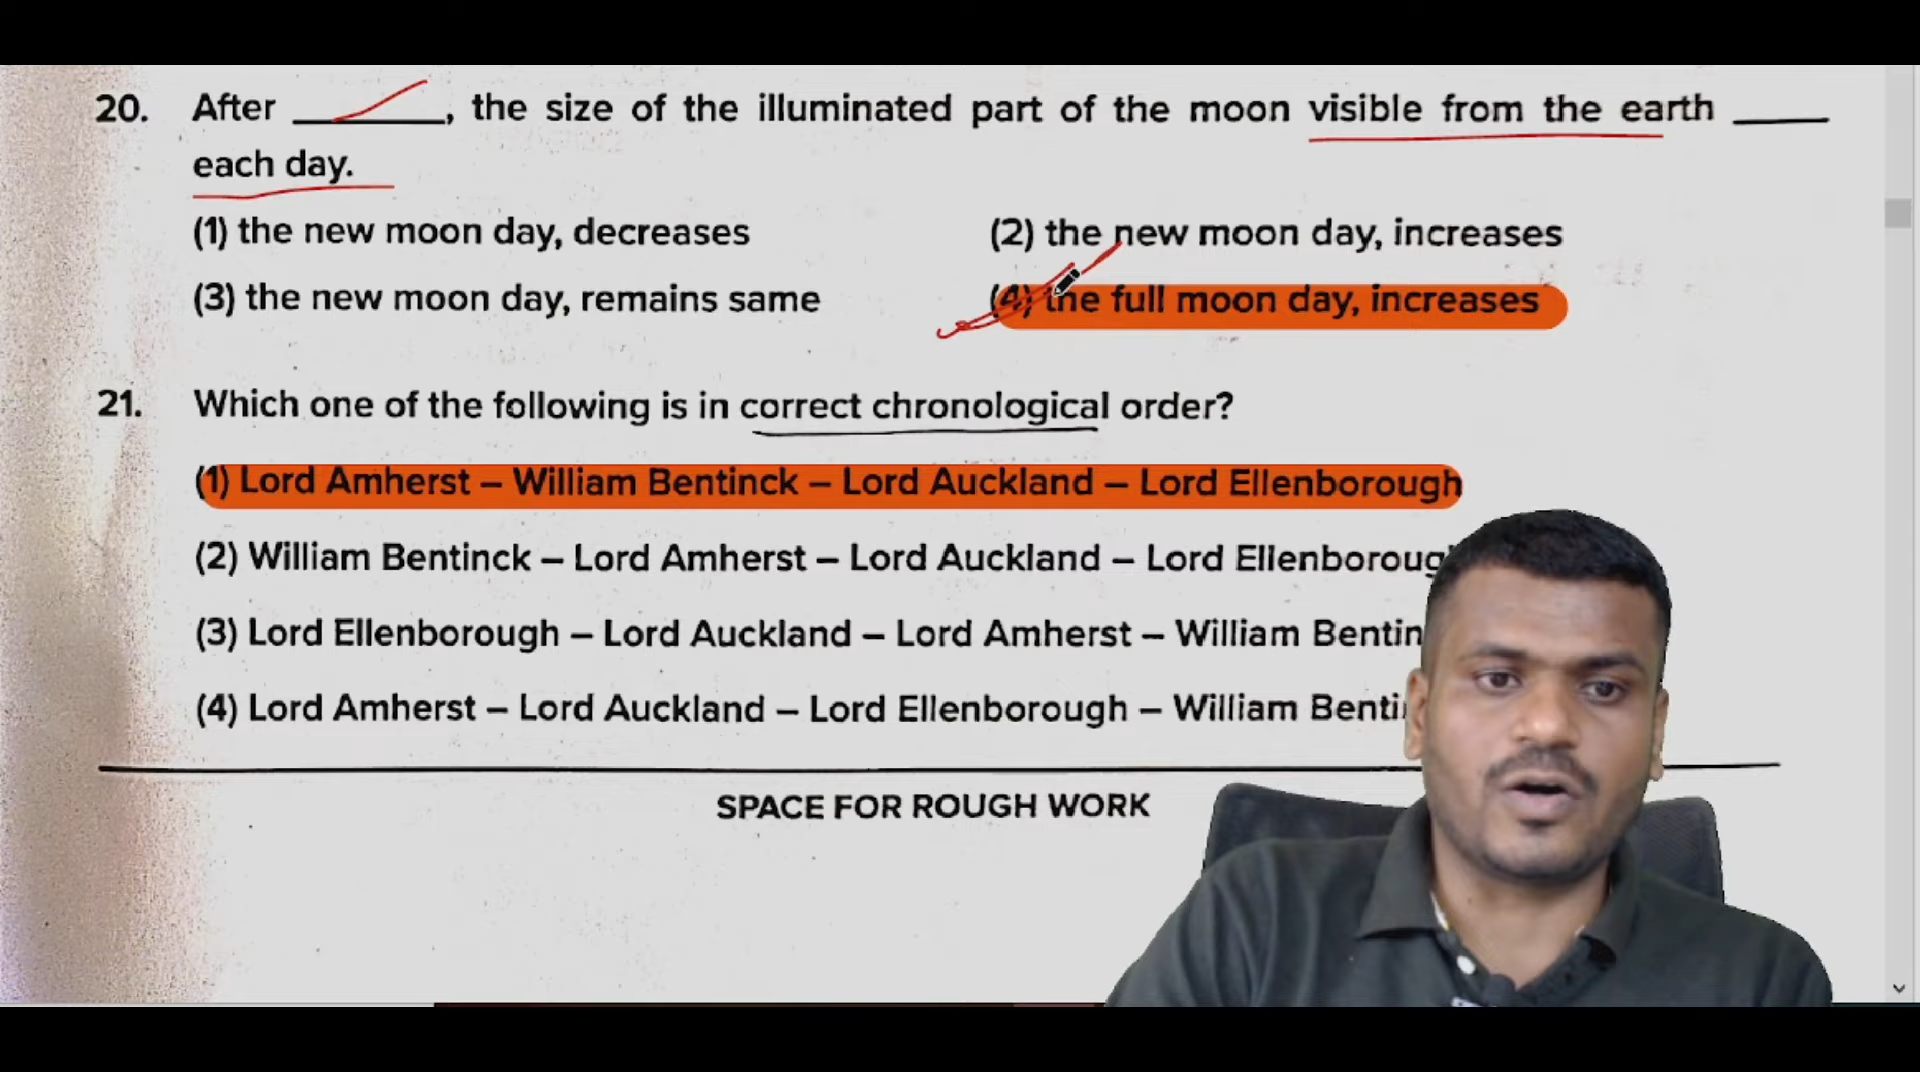 20. After ________, the size of the illuminated part of the moon visible from the earth ____
each day.
(1) the new moon day, decreases (2) the new moon day, increases
(3) the new moon day, remains same (4) the full moon day, increases
21. Which one of the following is in correct chronological order?
(1) Lord Amherst – William Bentinck – Lord Auckland – Lord Ellenborough
(2) William Bentinck – Lord Amherst – Lord Auckland – Lord Ellenboroug
(3) Lord Ellenborough – Lord Auckland – Lord Amherst – William Bentin
(4) Lord Amherst – Lord Auckland – Lord Ellenborough – William Benti
SPACE FOR ROUGH WORK